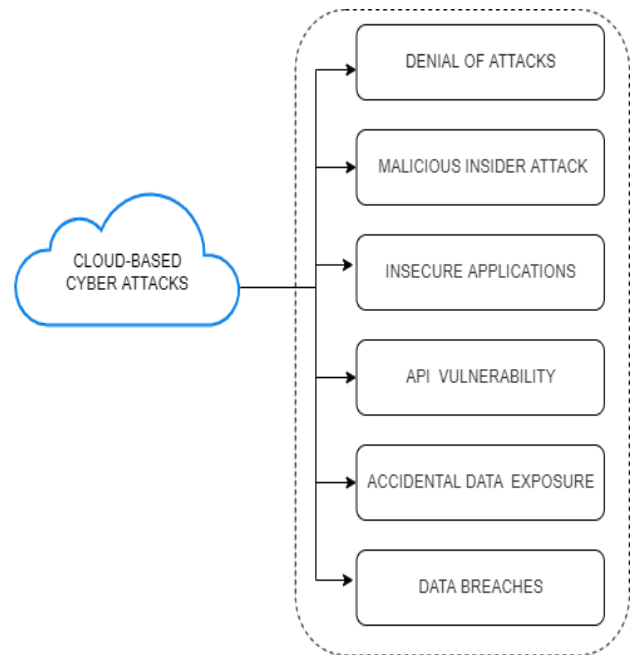 CLOUD-BASED
CYBER ATTACKS
DENIAL OF ATTACKS
MALICIOUS INSIDER ATTACK
INSECURE APPLICATIONS
API VULNERABILITY
ACCIDENTAL DATA EXPOSURE
DATA BREACHES